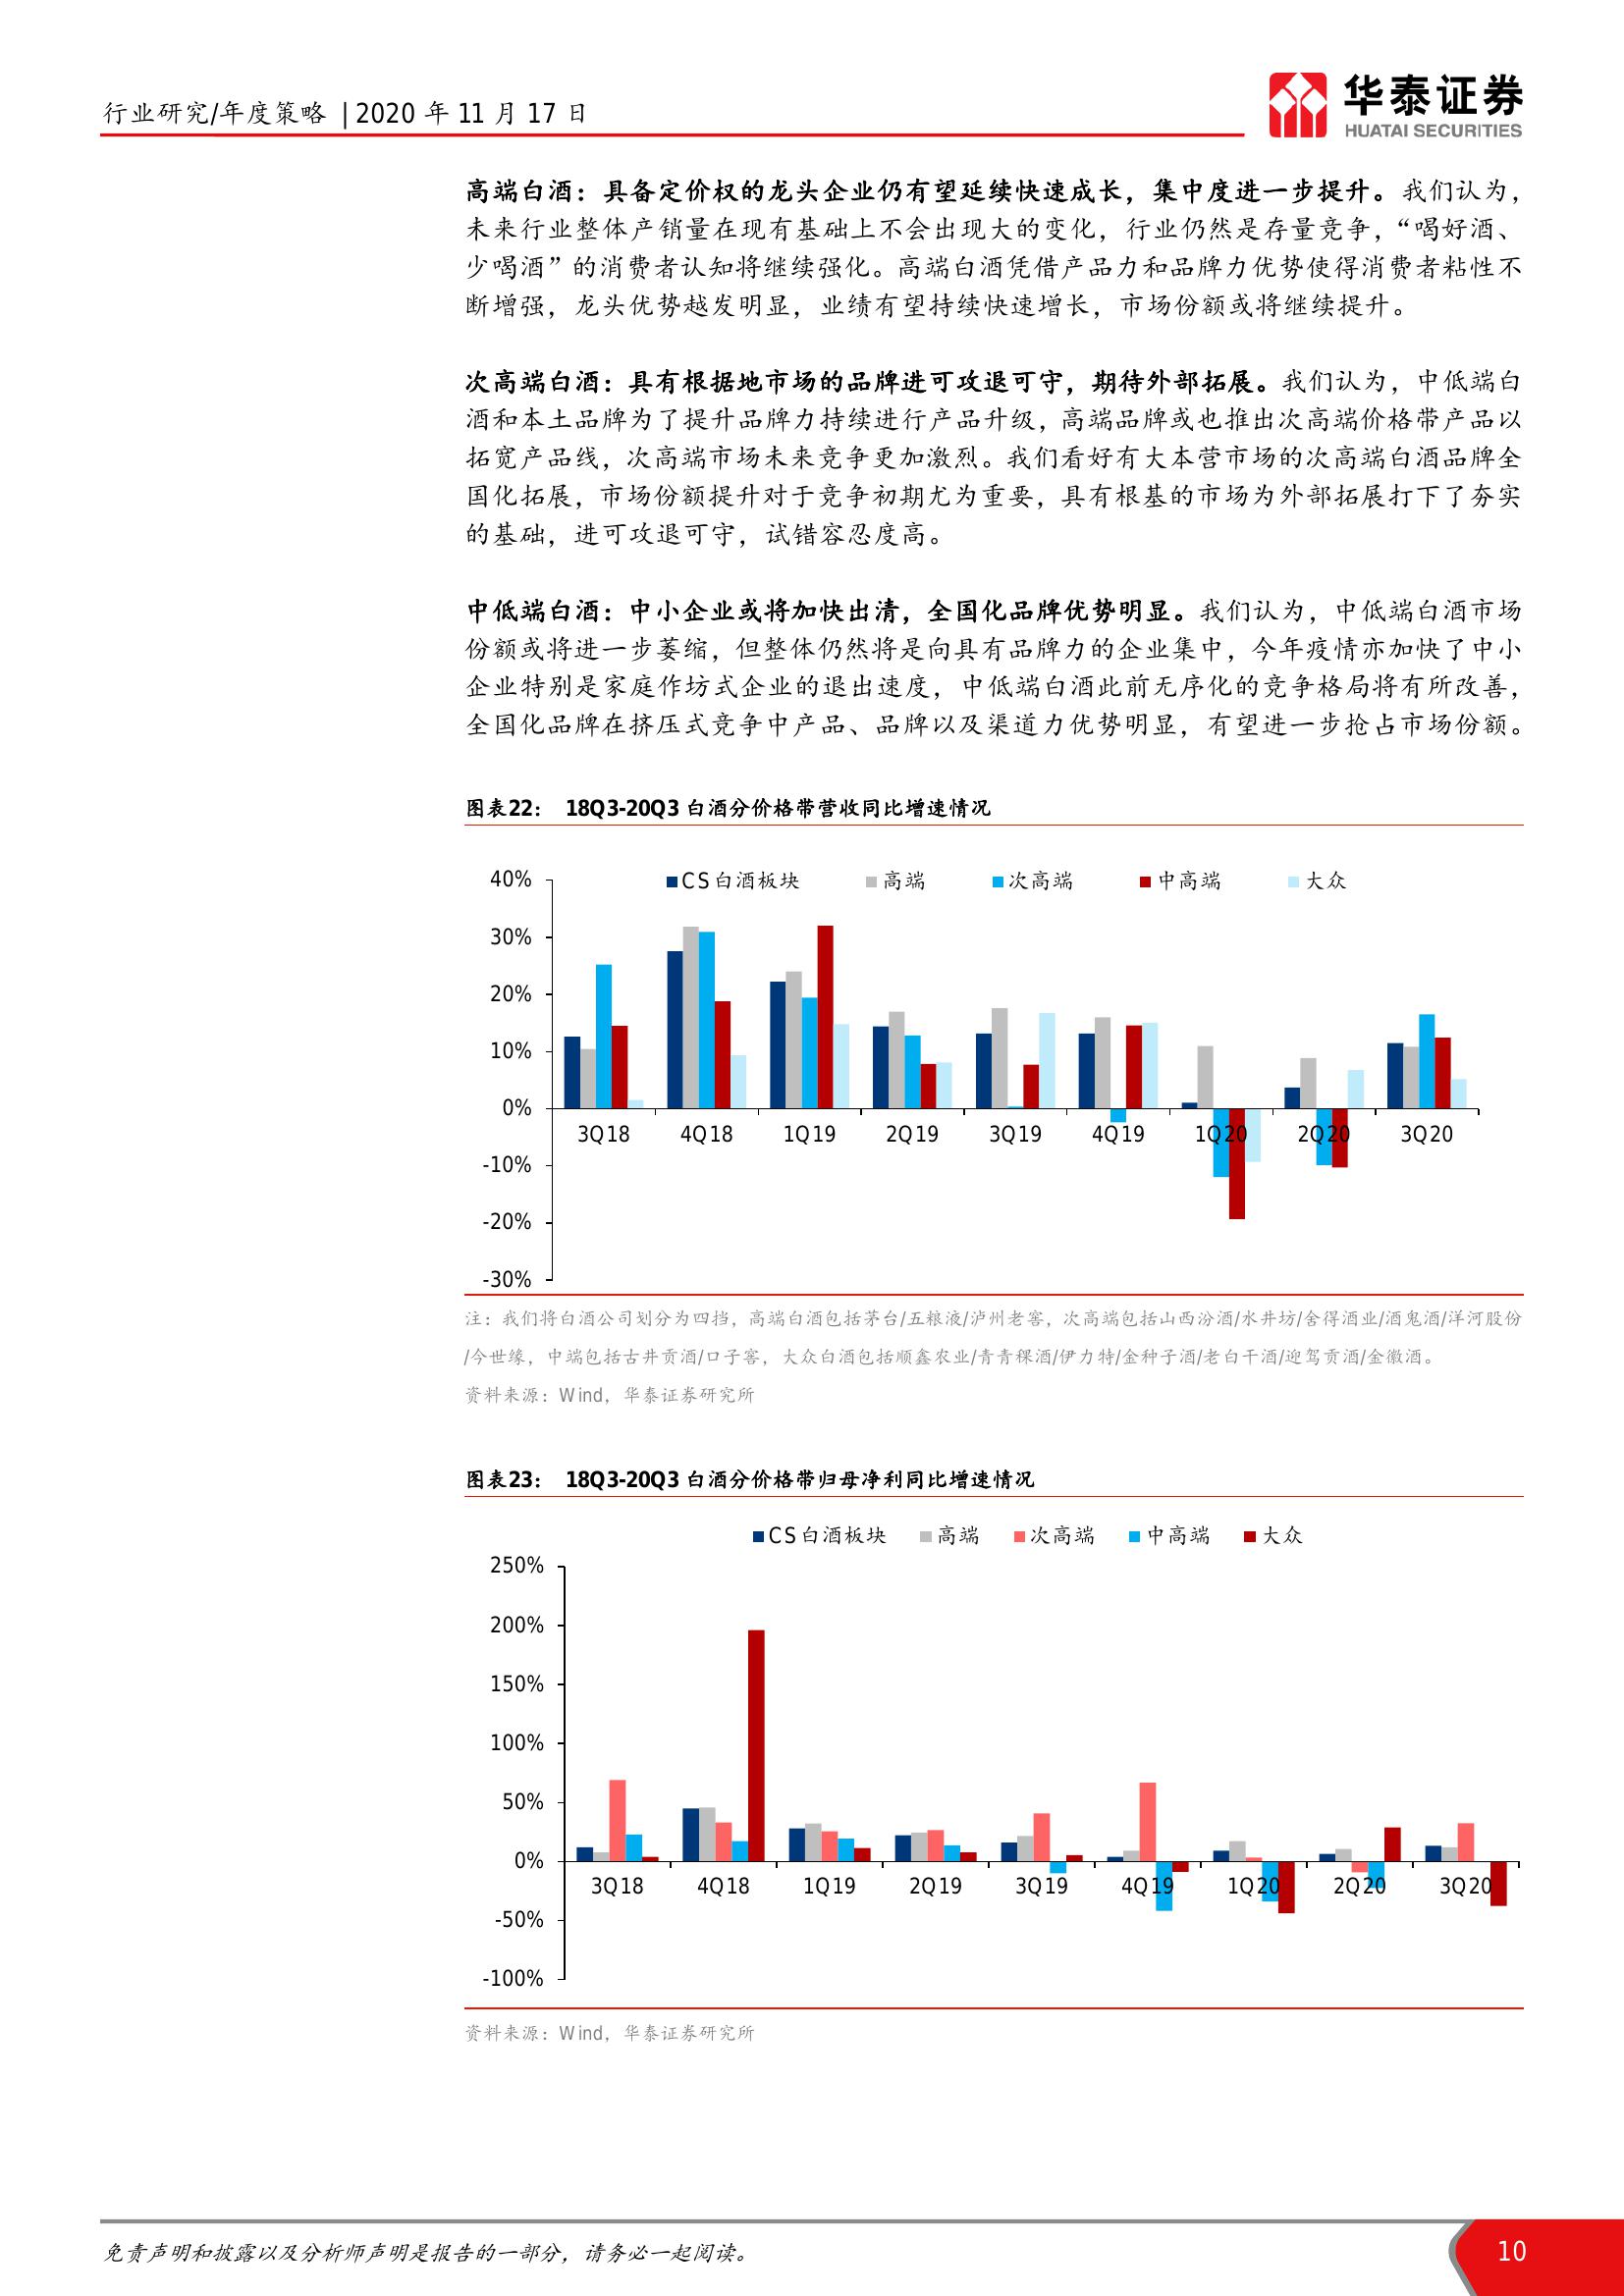 行业研究/年度策略 | 2020 年 11 月 17 日
华泰证券
HUATAI SECURITIES
高端白酒：具备定价权的龙头企业仍有望延续快速成长，集中度进一步提升。我们认为，
未来行业整体产销量在现有基础上不会出现大的变化，行业仍然是存量竞争，“喝好酒、
少喝酒”的消费者认知将继续强化。高端白酒凭借产品力和品牌力优势使得消费者粘性不
断增强，龙头优势越发明显，业绩有望持续快速增长，市场份额或将继续提升。
次高端白酒：具有根据地市场的品牌进可攻退可守，期待外部拓展。我们认为，中低端白
酒和本土品牌为了提升品牌力持续进行产品升级，高端品牌或也推出次高端价格带产品以
拓宽产品线，次高端市场未来竞争更加激烈。我们看好有大本营市场的次高端白酒品牌全
国化拓展，市场份额提升对于竞争初期尤为重要，具有根基的市场为外部拓展打下了夯实
的基础，进可攻退可守，试错容忍度高。
中低端白酒：中小企业或将加快出清，全国化品牌优势明显。我们认为，中低端白酒市场
份额或将进一步萎缩，但整体仍然将是向具有品牌力的企业集中，今年疫情亦加快了中小
企业特别是家庭作坊式企业的退出速度，中低端白酒此前无序化的竞争格局将有所改善，
全国化品牌在挤压式竞争中产品、品牌以及渠道力优势明显，有望进一步抢占市场份额。
图表22： 18Q3-20Q3 白酒分价格带营收同比增速情况
CS白酒板块 高端 次高端 中高端 大众
40%
30%
20%
10%
0%
-10%
-20%
-30%
3Q18 4Q18 1Q19 2Q19 3Q19 4Q19 1Q20 2Q20 3Q20
注：我们将白酒公司划分为四挡，高端白酒包括茅台/五粮液/泸州老窖，次高端包括山西汾酒/水井坊/舍得酒业/酒鬼酒/洋河股份
/今世缘，中端包括古井贡酒/口子窖，大众白酒包括顺鑫农业/青青稞酒/伊力特/金种子酒/老白干酒/迎驾贡酒/金徽酒。
资料来源：Wind，华泰证券研究所
图表23： 18Q3-20Q3 白酒分价格带归母净利同比增速情况
CS白酒板块 高端 次高端 中高端 大众
250%
200%
150%
100%
50%
0%
-50%
-100%
3Q18 4Q18 1Q19 2Q19 3Q19 4Q19 1Q20 2Q20 3Q20
资料来源：Wind，华泰证券研究所
免责声明和披露以及分析师声明是报告的一部分，请务必一起阅读。
10